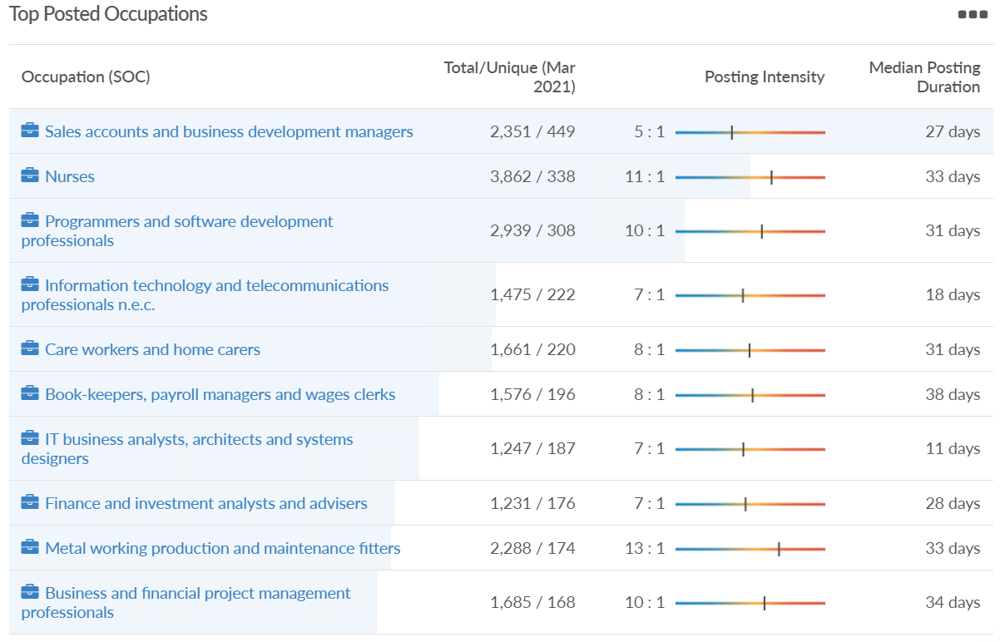 Top Posted Occupations
Occupation (SOC)
Total/Unique (Mar
2021)
Posting Intensity
Median Posting
Duration
Sales accounts and business development managers 2,351 / 449 5 : 1 27 days
Nurses 3,862 / 338 11 : 1 33 days
Programmers and software development
professionals
2,939 / 308 10 : 1 31 days
Information technology and telecommunications
professionals n.e.c.
1,475 / 222 7 : 1 18 days
Care workers and home carers 1,661 / 220 8 : 1 31 days
Book-keepers, payroll managers and wages clerks 1,576 / 196 8 : 1 38 days
IT business analysts, architects and systems
designers
1,247 / 187 7 : 1 11 days
Finance and investment analysts and advisers 1,231 / 176 7 : 1 28 days
Metal working production and maintenance fitters 2,288 / 174 13 : 1 33 days
Business and financial project management
professionals
1,685 / 168 10 : 1 34 days